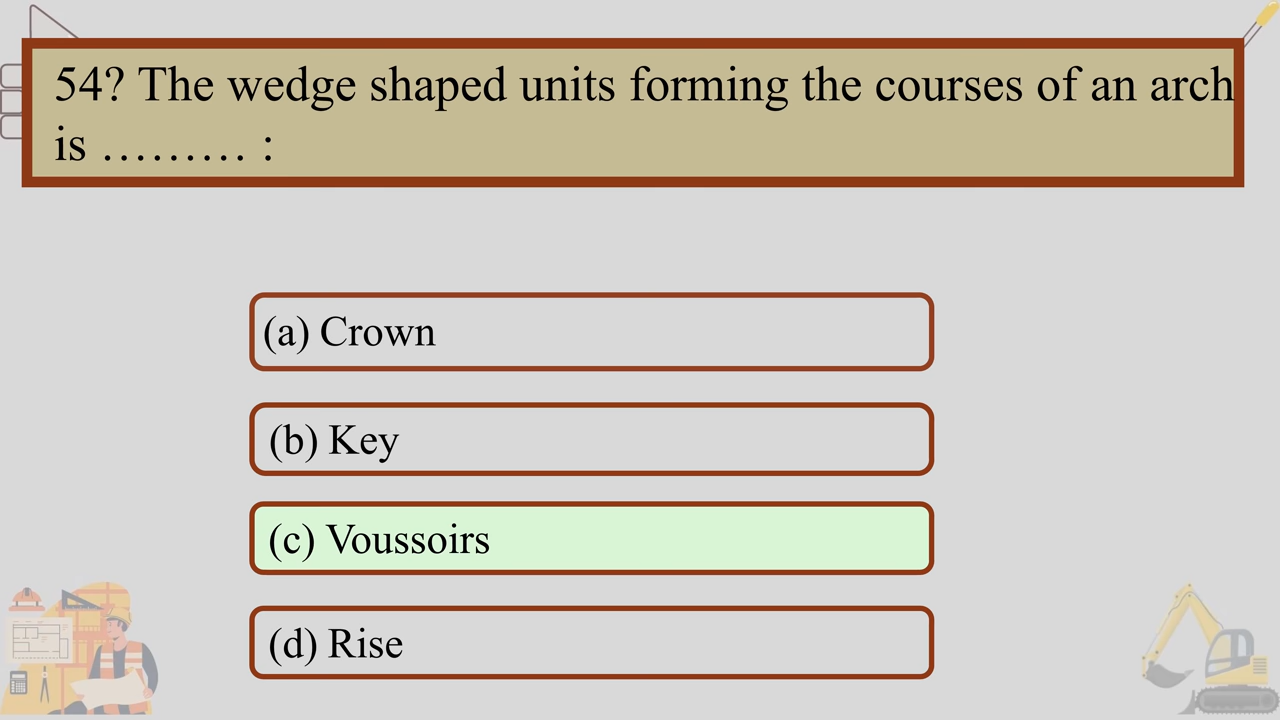 54? The wedge shaped units forming the courses of an arch
is ……… :
(a) Crown
(b) Key
(c) Voussoirs
(d) Rise